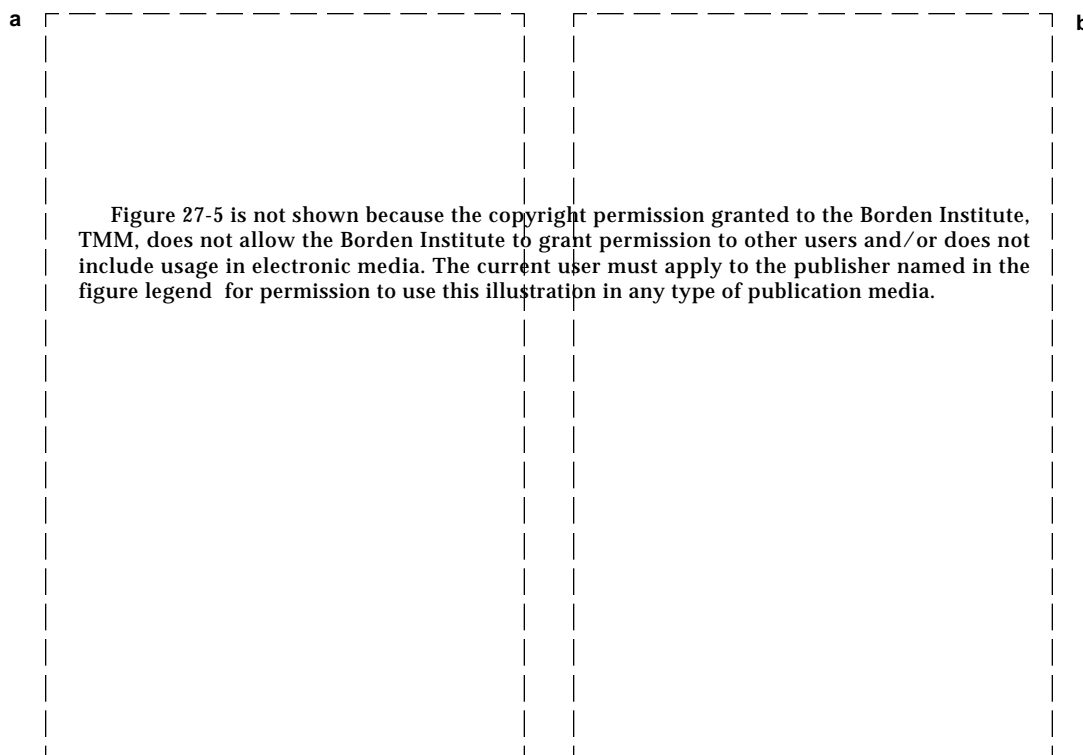 a
b
Figure 27-5 is not shown because the copyright permission granted to the Borden Institute,
TMM, does not allow the Borden Institute to grant permission to other users and/or does not
include usage in electronic media. The current user must apply to the publisher named in the
figure legend for permission to use this illustration in any type of publication media.